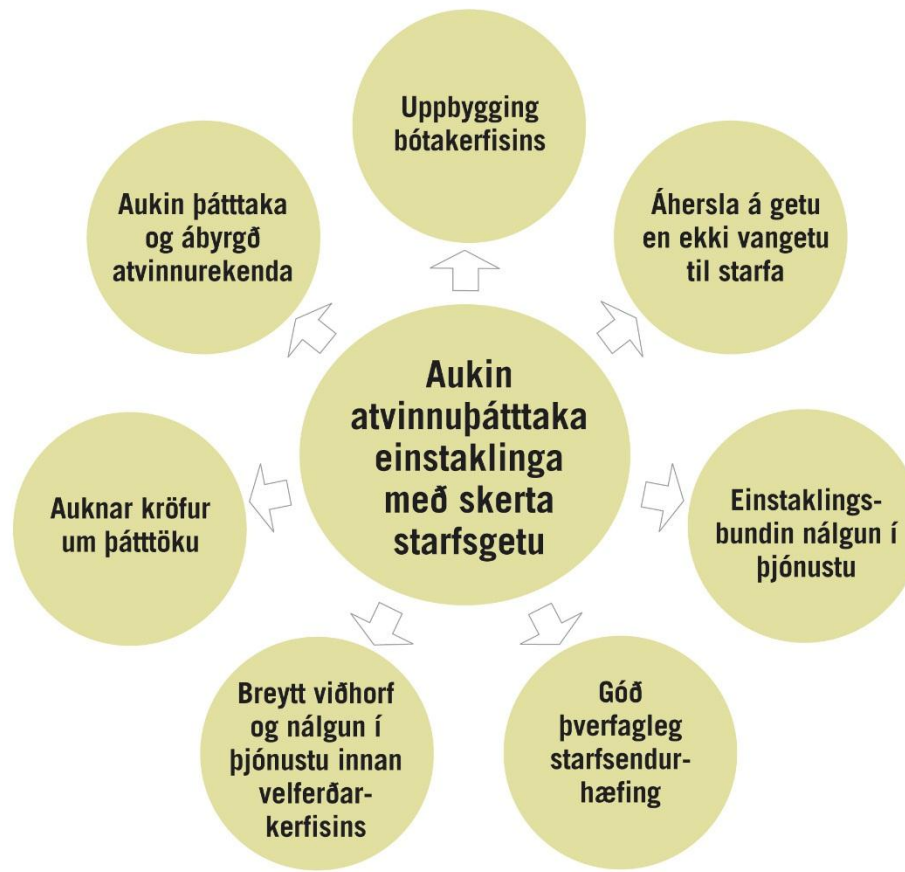 Uppbygging
bótakerfisins
Áhersla á getu
en ekki vangetu
til starfa
Einstaklings-
bundin nálgun í
þjónustu
Góð
þverfagleg
starfsendur-
hæfing
Breytt viðhorf
og nálgun í
þjónustu innan
velferðar-
kerfisins
Auknar kröfur
um þátttöku
Aukin þátttaka
og ábyrgð
atvinnurekenda
Aukin
atvinnuþátttaka
einstaklinga
með skerta
starfsgetu